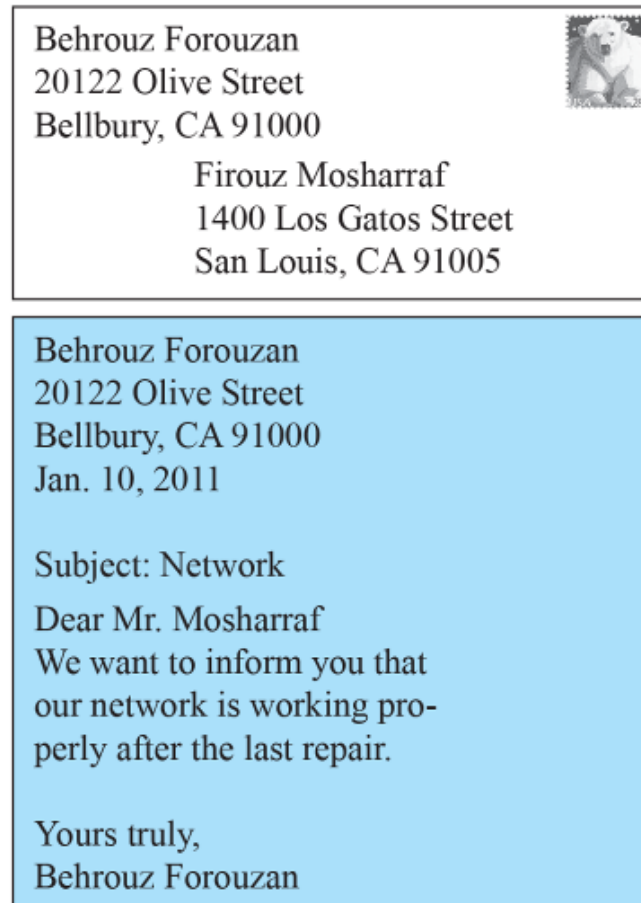 Behrouz Forouzan
20122 Olive Street
Bellbury, CA 91000
Firouz Mosharraf
1400 Los Gatos Street
San Louis, CA 91005
Behrouz Forouzan
20122 Olive Street
Bellbury, CA 91000
Jan. 10, 2011
Subject: Network
Dear Mr. Mosharraf
We want to inform you that
our network is working pro-
perly after the last repair.
Yours truly,
Behrouz Forouzan